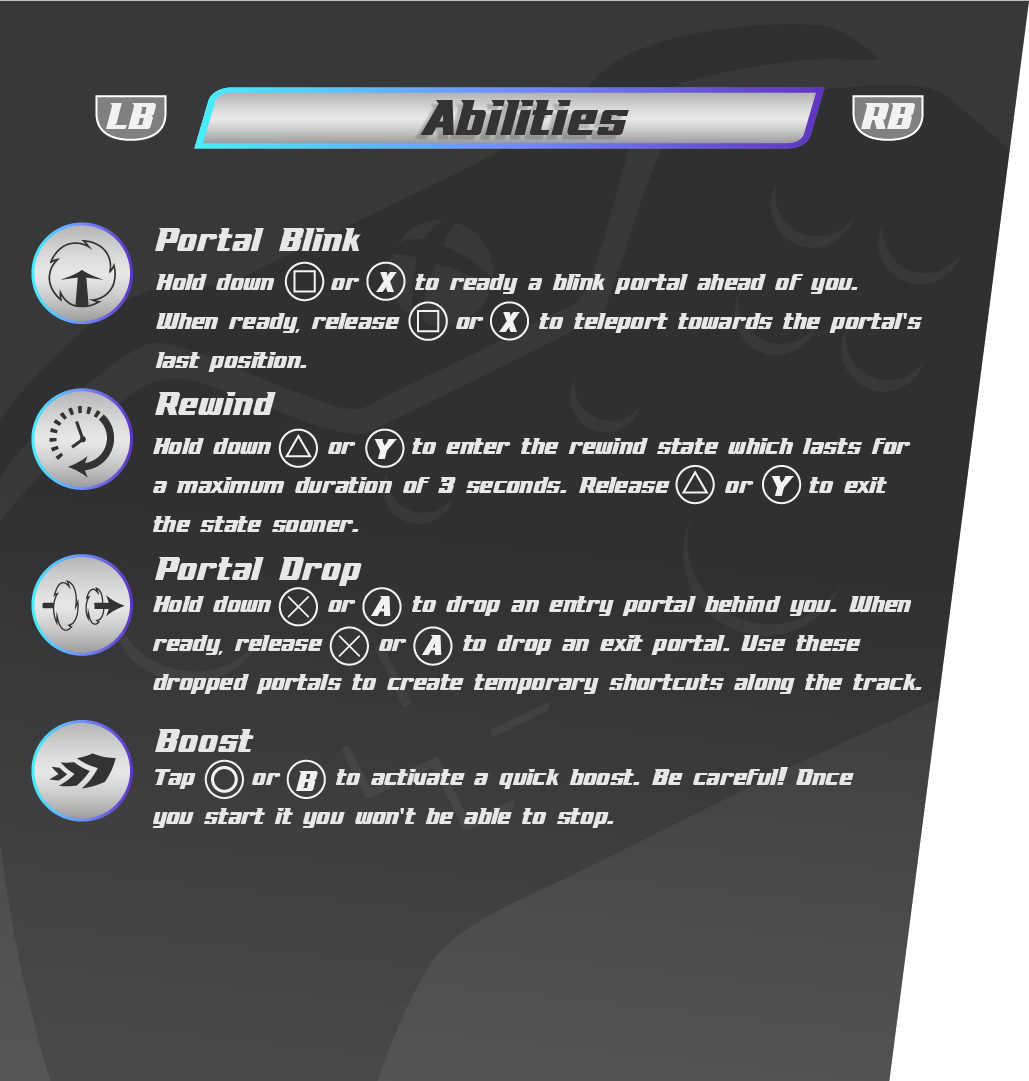 LB Abilities RB
Portal Blink
Hold down □ or X to ready a blink portal ahead of you.
When ready, release □ or X to teleport towards the portal's
last position.
Rewind
Hold down △ or Y to enter the rewind state which lasts for
a maximum duration of 3 seconds. Release △ or Y to exit
the state sooner.
Portal Drop
Hold down ✕ or A to drop an entry portal behind you. When
ready, release ✕ or A to drop an exit portal. Use these
dropped portals to create temporary shortcuts along the track.
Boost
Tap ○ or B to activate a quick boost. Be careful! Once
you start it you won't be able to stop.